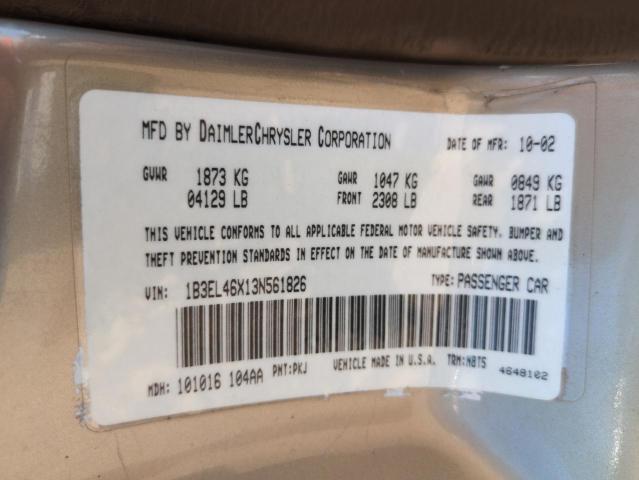 MFD BY DAIMLERCHRYSLER CORPORATION DATE OF MFR: 10-02
GVWR 1873 KG GAWR 1047 KG GAWR 0849 KG
04129 LB FRONT 2308 LB REAR 1871 LB
THIS VEHICLE CONFORMS TO ALL APPLICABLE FEDERAL MOTOR VEHICLE SAFETY, BUMPER AND
THEFT PREVENTION STANDARDS IN EFFECT ON THE DATE OF MANUFACTURE SHOWN ABOVE.
VIN: 1B3EL46X13N561826 TYPE: PASSENGER CAR
MDH: 101016 104AA PNT:PKJ VEHICLE MADE IN U.S.A. TRM:N8T5 4648102